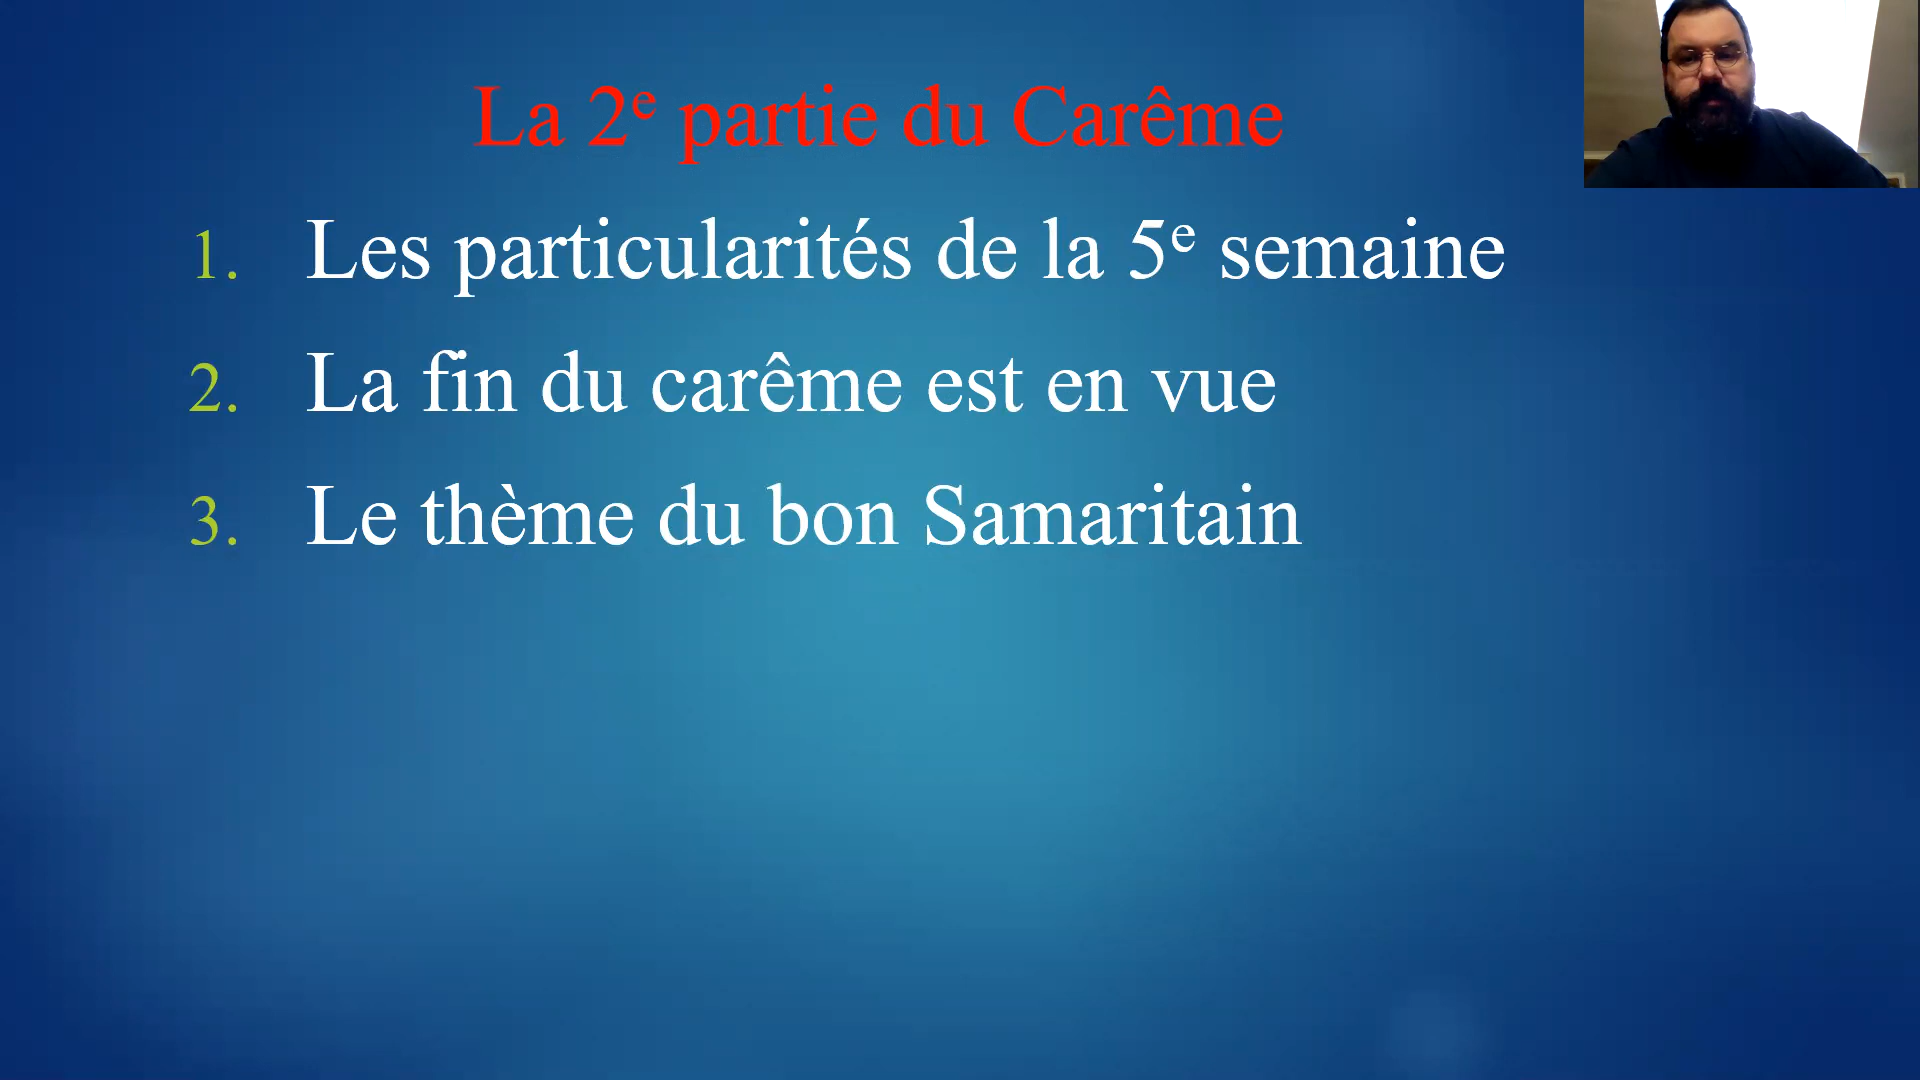 La 2e partie du Carême
1. Les particularités de la 5e semaine
2. La fin du carême est en vue
3. Le thème du bon Samaritain